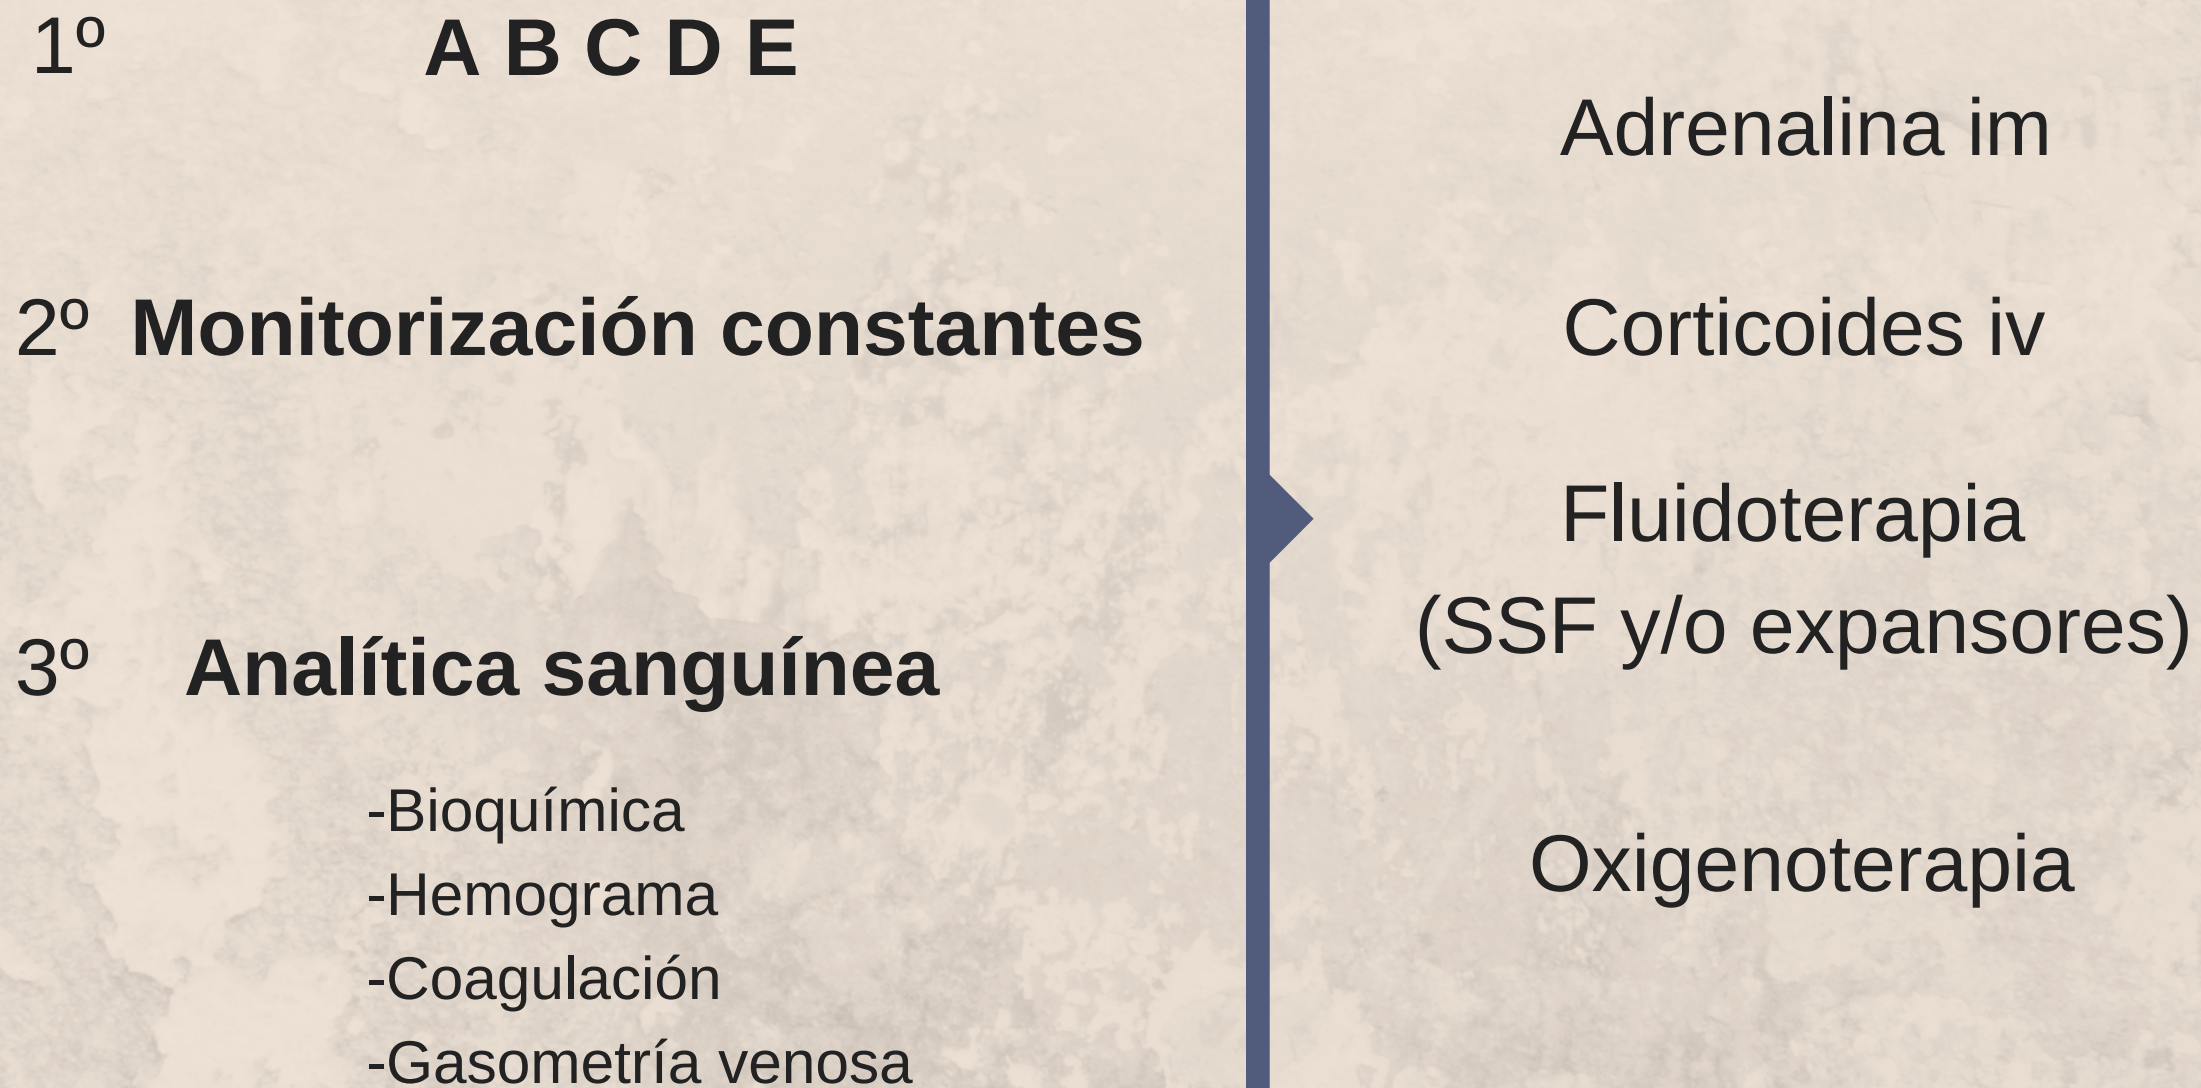 1º A B C D E
2º Monitorización constantes
3º Analítica sanguínea
-Bioquímica
-Hemograma
-Coagulación
-Gasometría venosa
Adrenalina im
Corticoides iv
Fluidoterapia
(SSF y/o expansores)
Oxigenoterapia